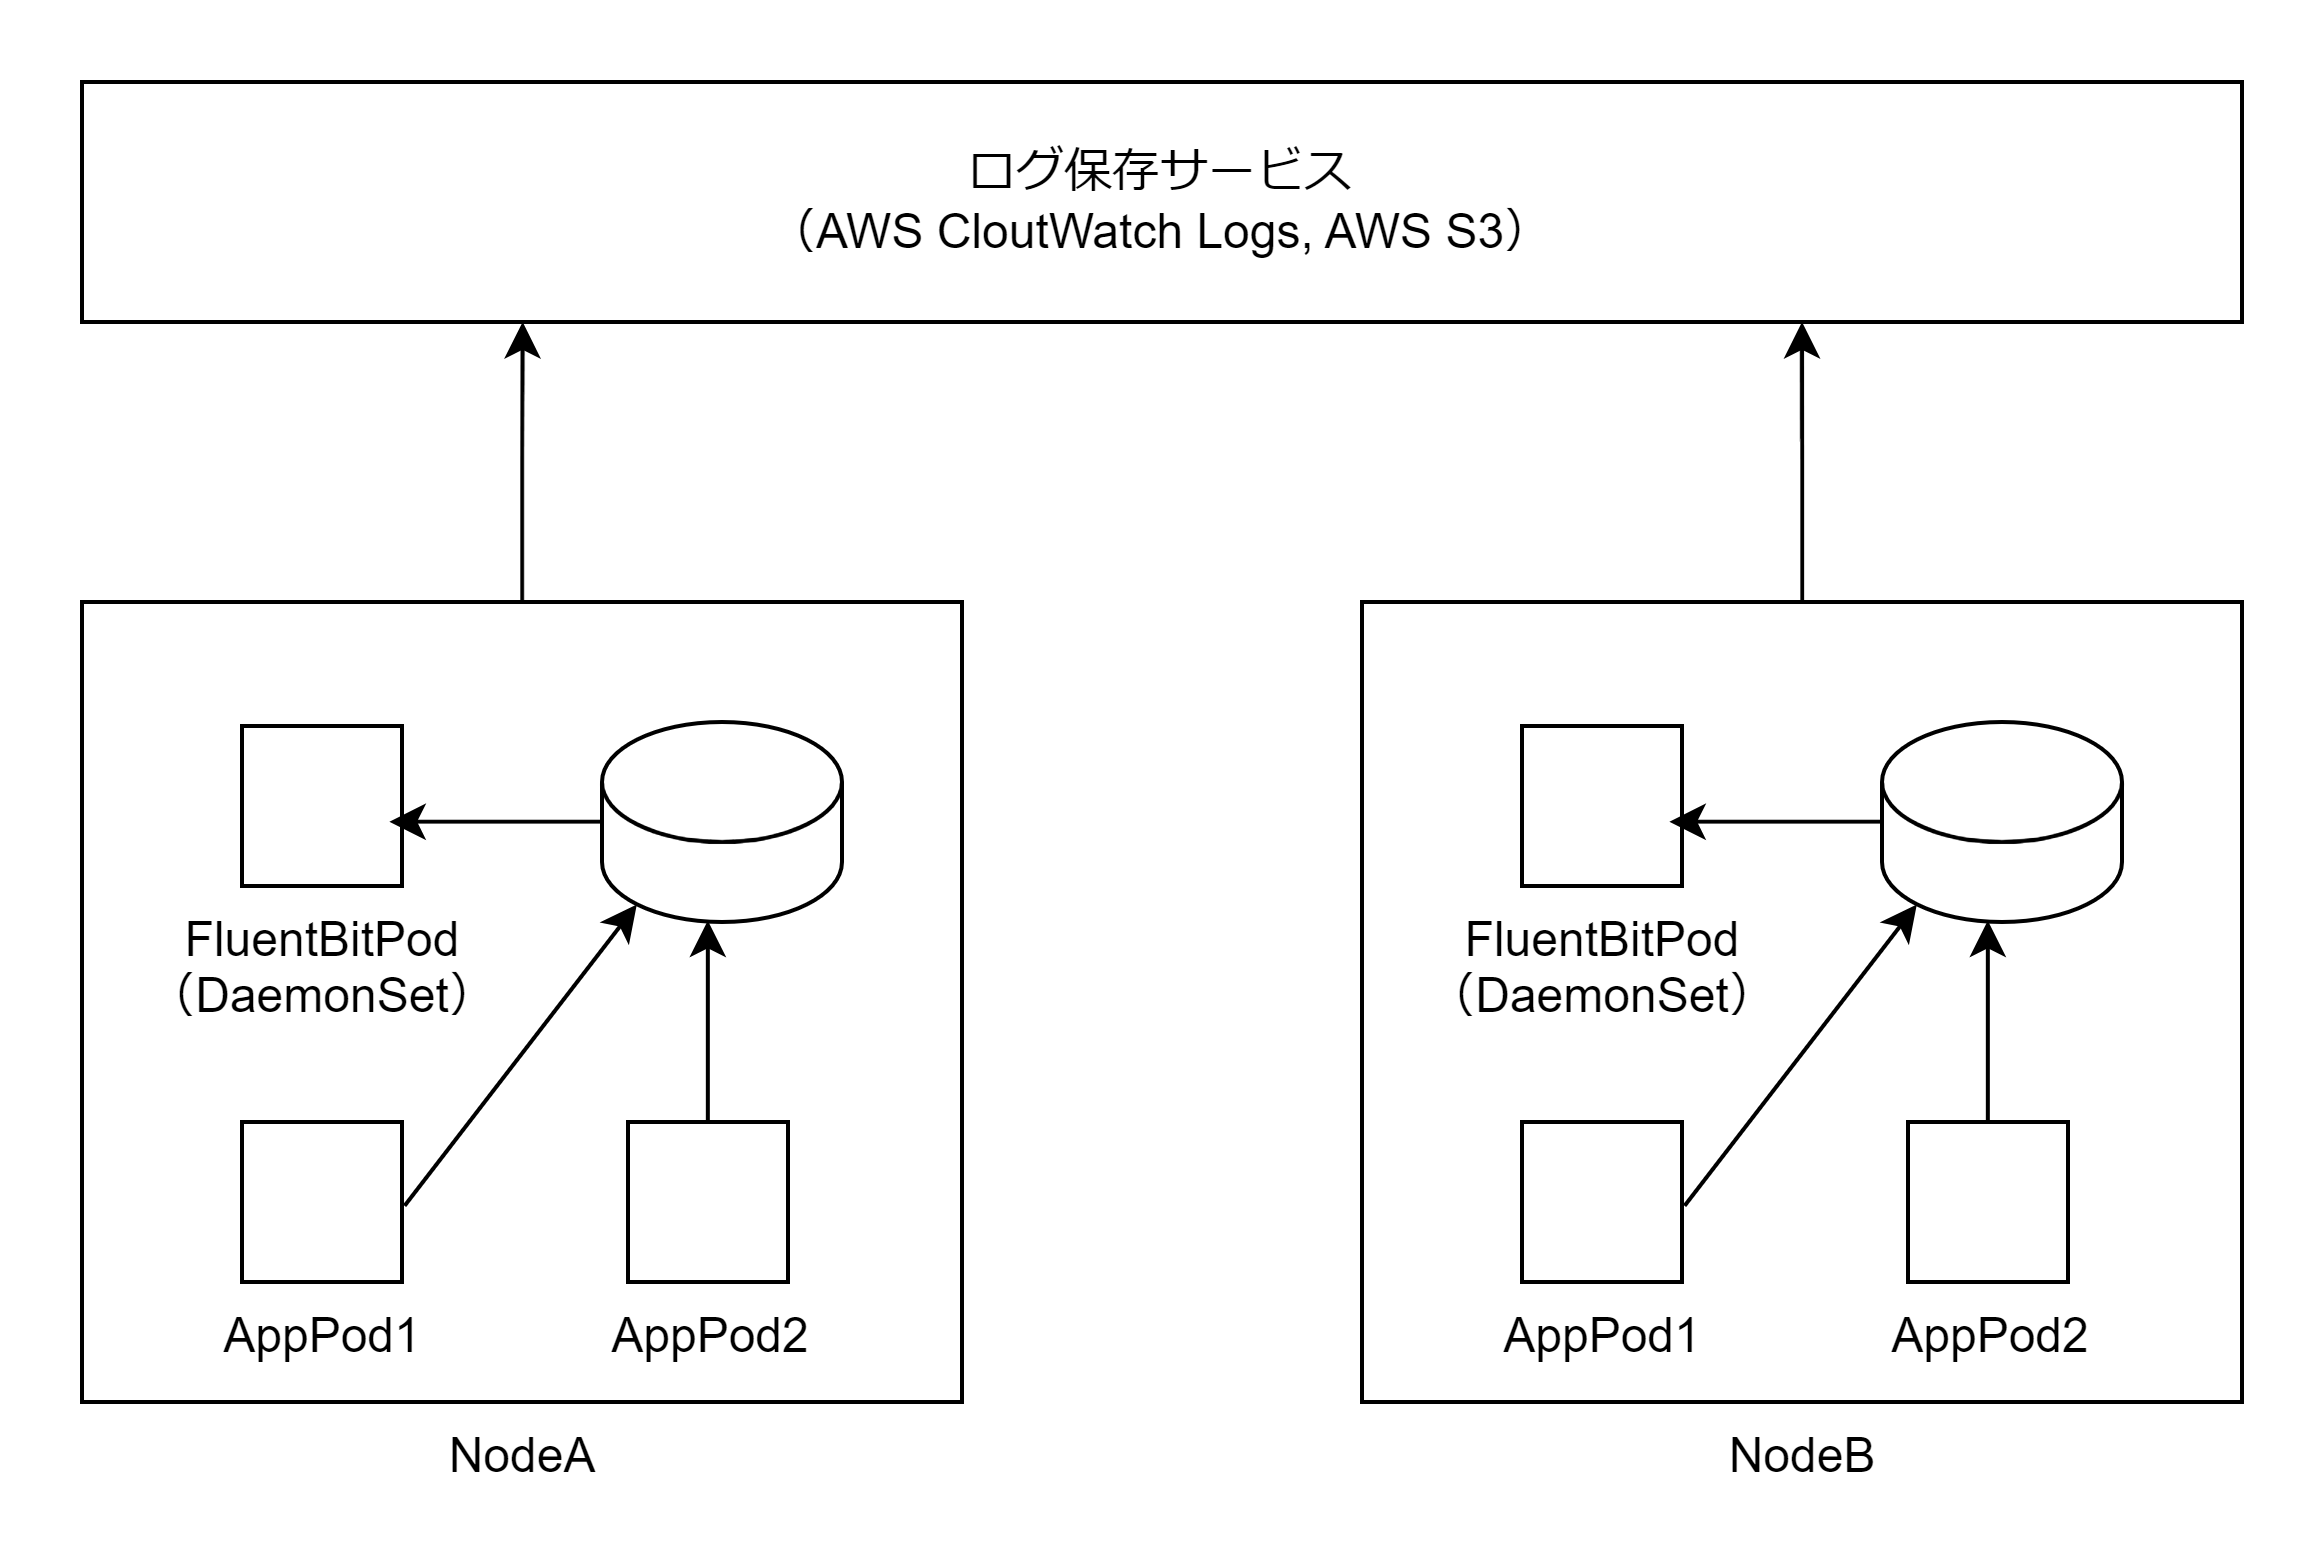 ログ保存サービス
（AWS CloutWatch Logs, AWS S3）
FluentBitPod
（DaemonSet）
AppPod1
AppPod2
NodeA
FluentBitPod
（DaemonSet）
AppPod1
AppPod2
NodeB